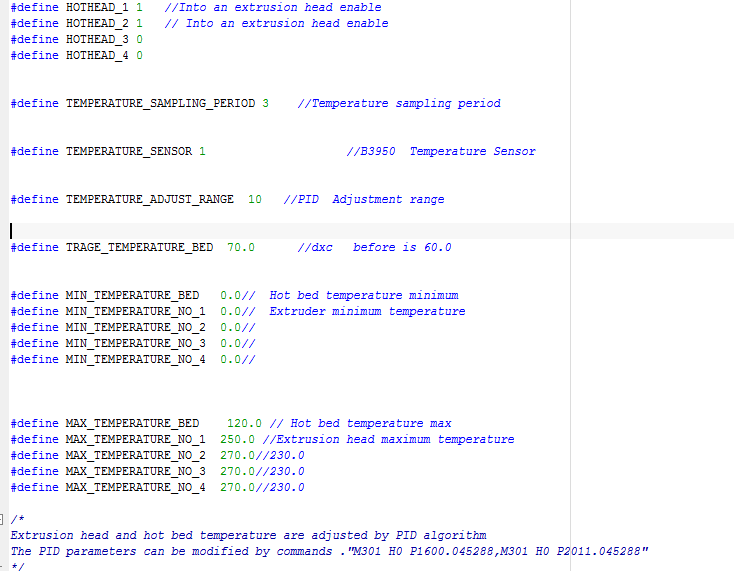 #define HOTHEAD_1 1   //Into an extrusion head enable
#define HOTHEAD_2 1   // Into an extrusion head enable
#define HOTHEAD_3 0
#define HOTHEAD_4 0
#define TEMPERATURE_SAMPLING_PERIOD 3    //Temperature sampling period
#define TEMPERATURE_SENSOR 1                    //B3950  Temperature Sensor
#define TEMPERATURE_ADJUST_RANGE  10   //PID  Adjustment range
#define TRAGE_TEMPERATURE_BED  70.0      //dxc   before is 60.0
#define MIN_TEMPERATURE_BED   0.0//  Hot bed temperature minimum
#define MIN_TEMPERATURE_NO_1  0.0//  Extruder minimum temperature
#define MIN_TEMPERATURE_NO_2  0.0//
#define MIN_TEMPERATURE_NO_3  0.0//
#define MIN_TEMPERATURE_NO_4  0.0//
#define MAX_TEMPERATURE_BED    120.0 // Hot bed temperature max
#define MAX_TEMPERATURE_NO_1  250.0 //Extrusion head maximum temperature
#define MAX_TEMPERATURE_NO_2  270.0//230.0
#define MAX_TEMPERATURE_NO_3  270.0//230.0
#define MAX_TEMPERATURE_NO_4  270.0//230.0
/*
Extrusion head and hot bed temperature are adjusted by PID algorithm
The PID parameters can be modified by commands ."M301 H0 P1600.045288,M301 H0 P2011.045288"
*/